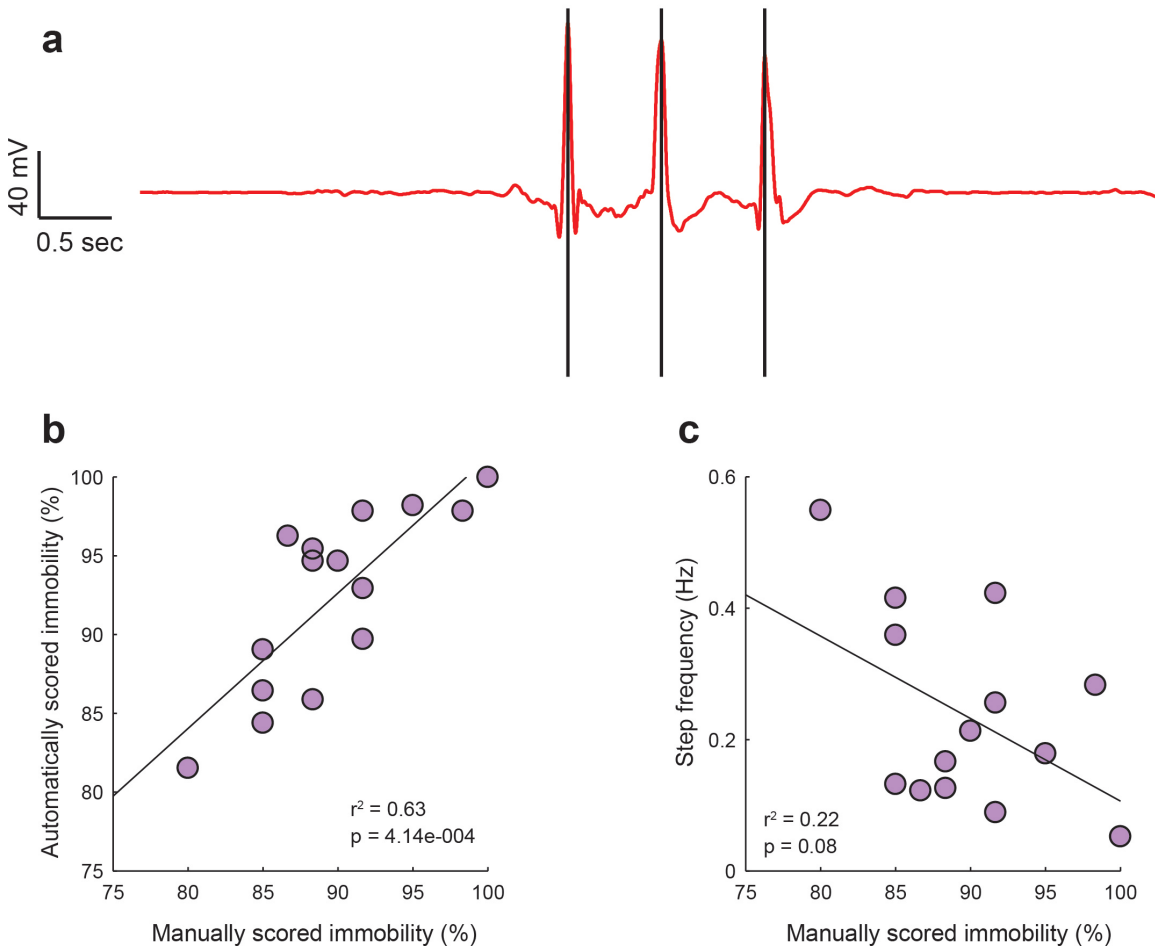 a
40 mV
0.5 sec
b
Automatically scored immobility (%)
100
95
90
85
80
75
r² = 0.63
p = 4.14e-004
75 80 85 90 95 100
Manually scored immobility (%)
c
Step frequency (Hz)
0.6
0.4
0.2
0
r² = 0.22
p = 0.08
75 80 85 90 95 100
Manually scored immobility (%)